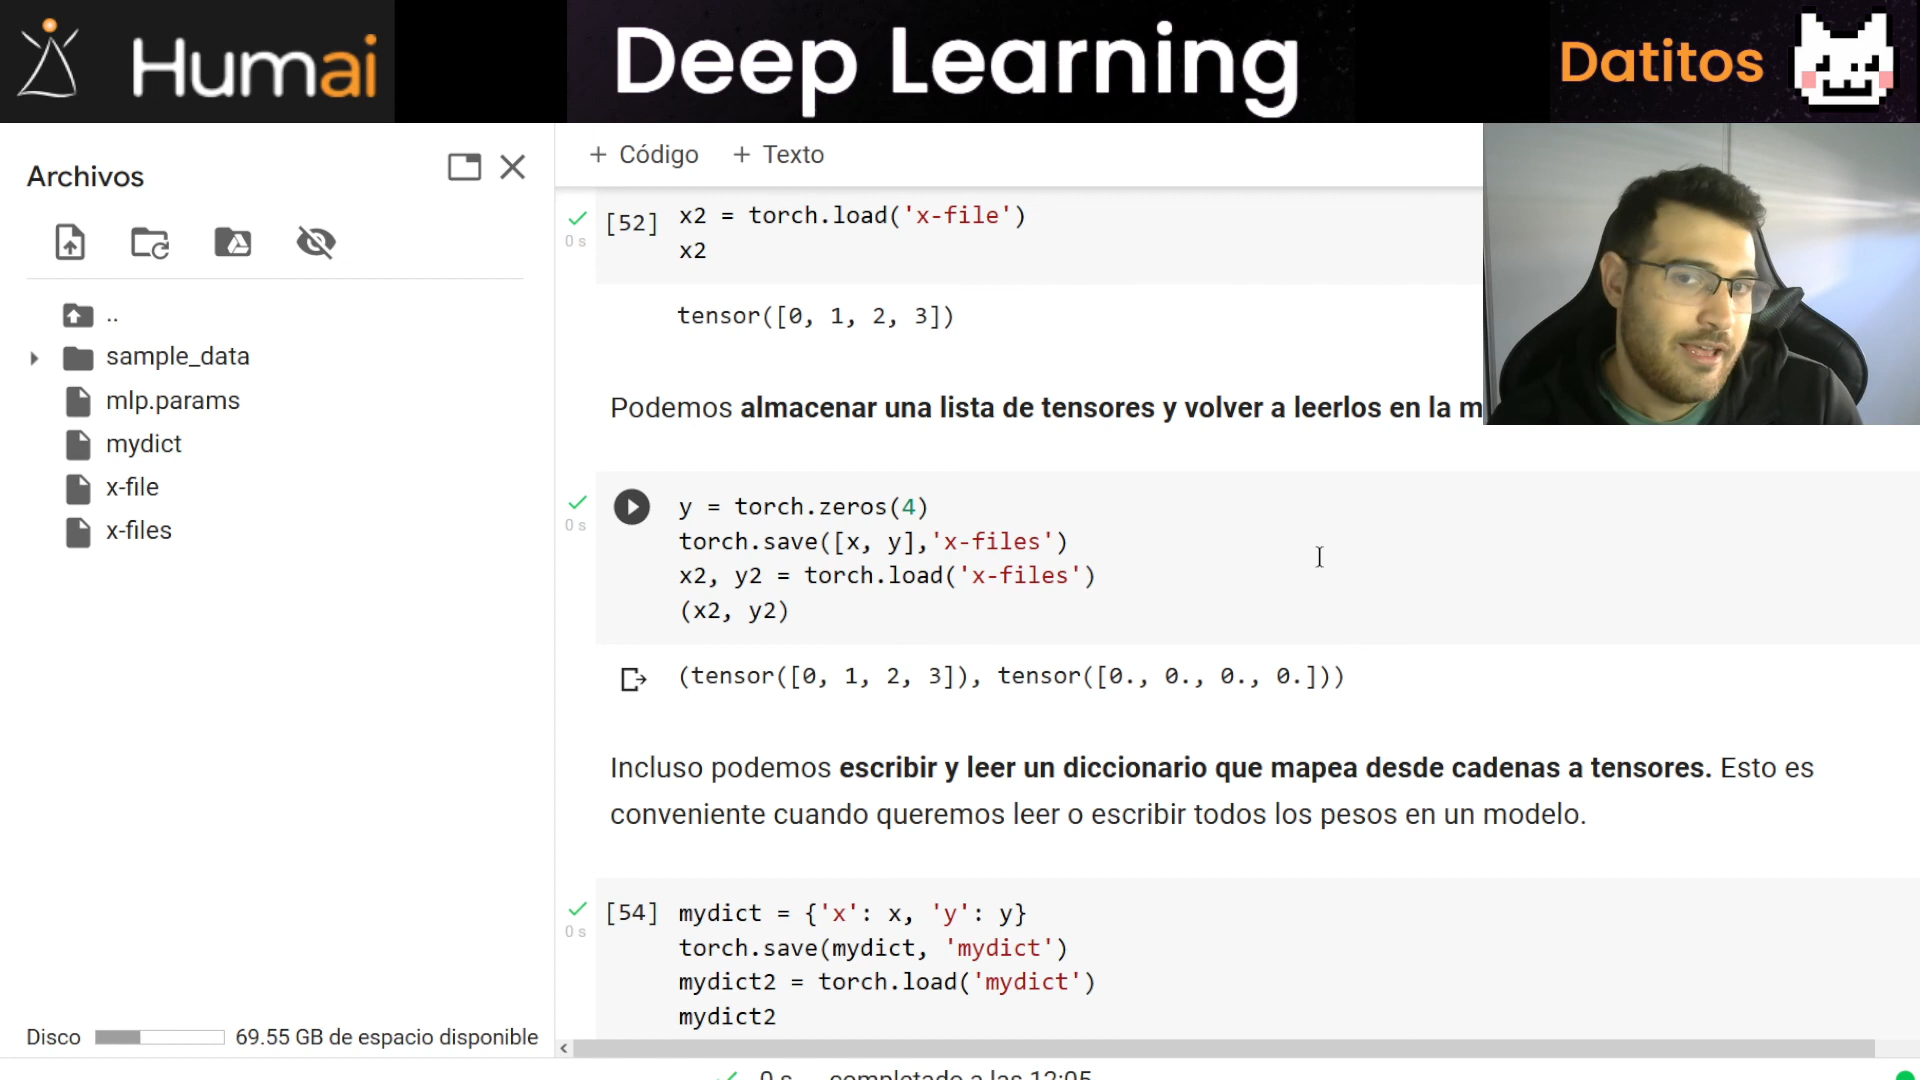 Humai
Deep Learning
Datitos
Archivos
..
sample_data
mlp.params
mydict
x-file
x-files
Disco 69.55 GB de espacio disponible
+ Código + Texto
[52] x2 = torch.load('x-file')
0 s
x2
tensor([0, 1, 2, 3])
Podemos almacenar una lista de tensores y volver a leerlos en la m
y = torch.zeros(4)
0 s
torch.save([x, y],'x-files')
x2, y2 = torch.load('x-files')
(x2, y2)
(tensor([0, 1, 2, 3]), tensor([0., 0., 0., 0.]))
Incluso podemos escribir y leer un diccionario que mapea desde cadenas a tensores. Esto es
conveniente cuando queremos leer o escribir todos los pesos en un modelo.
[54] mydict = {'x': x, 'y': y}
0 s
torch.save(mydict, 'mydict')
mydict2 = torch.load('mydict')
mydict2
0 s completado a las 12:05